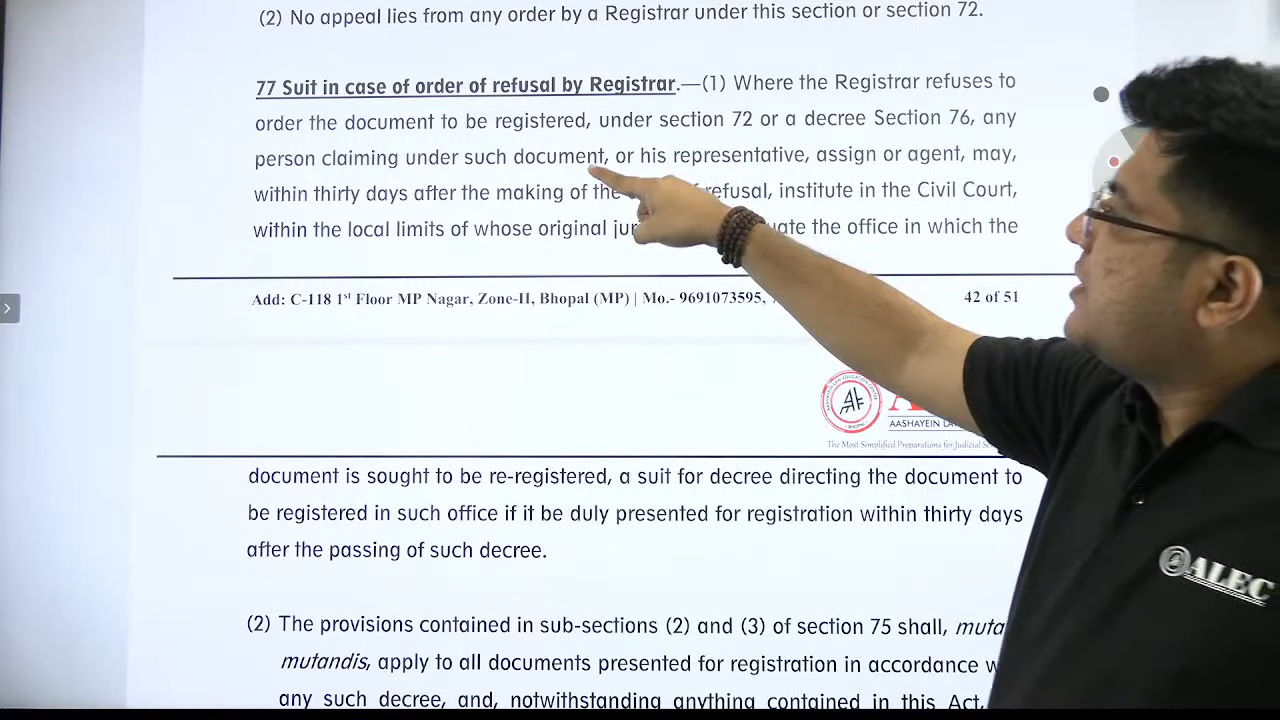 (2) No appeal lies from any order by a Registrar under this section or section 72.
77 Suit in case of order of refusal by Registrar.—(1) Where the Registrar refuses to
order the document to be registered, under section 72 or a decree Section 76, any
person claiming under such document, or his representative, assign or agent, may,
within thirty days after the making of the refusal, institute in the Civil Court,
within the local limits of whose original the office in which the
Add: C-118 1st Floor MP Nagar, Zone-II, Bhopal (MP) | Mo.- 9691073595,
42 of 51
The Most Simplified Preparations for Judicial
document is sought to be re-registered, a suit for decree directing the document to
be registered in such office if it be duly presented for registration within thirty days
after the passing of such decree.
(2) The provisions contained in sub-sections (2) and (3) of section 75 shall,
mutandis, apply to all documents presented for registration in accordance
any such decree, and, notwithstanding anything contained in this Act,
ALEC